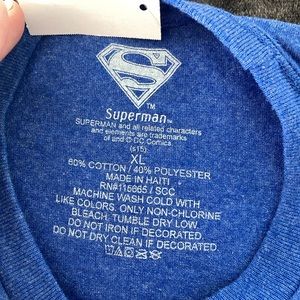 S
Superman™
SUPERMAN and all related characters
and elements are trademarks
of and © DC Comics
(s15)
XL
60% COTTON / 40% POLYESTER
MADE IN HAITI
RN#115665 / SCC
MACHINE WASH COLD WITH
LIKE COLORS. ONLY NON-CHLORINE
BLEACH. TUMBLE DRY LOW.
DO NOT IRON IF DECORATED.
DO NOT DRY CLEAN IF DECORATED.